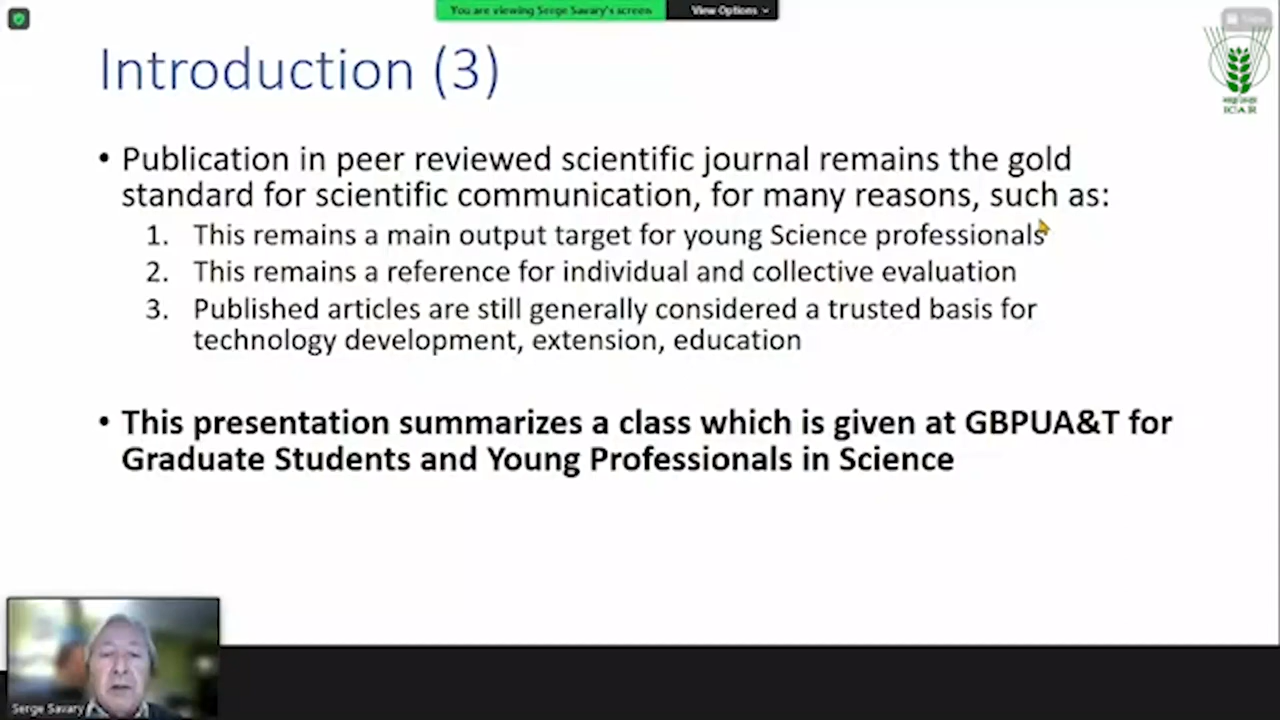 You are viewing Serge Savary's screen
View Options
Introduction (3)
ICAR
• Publication in peer reviewed scientific journal remains the gold
standard for scientific communication, for many reasons, such as:
1. This remains a main output target for young Science professionals
2. This remains a reference for individual and collective evaluation
3. Published articles are still generally considered a trusted basis for
technology development, extension, education
• This presentation summarizes a class which is given at GBPUA&T for
Graduate Students and Young Professionals in Science
Serge Savary